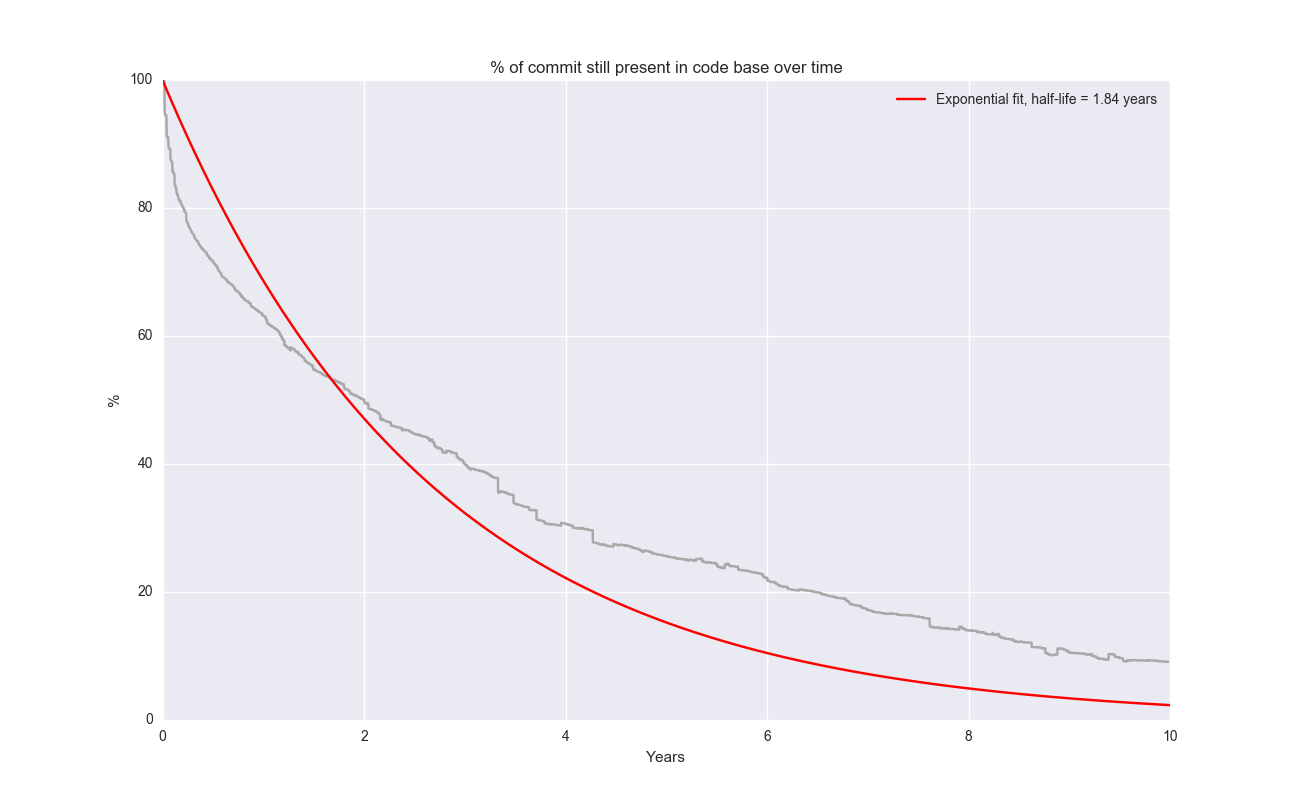 % of commit still present in code base over time
Exponential fit, half-life = 1.84 years
100
80
60
40
20
0
%
0 2 4 6 8 10
Years